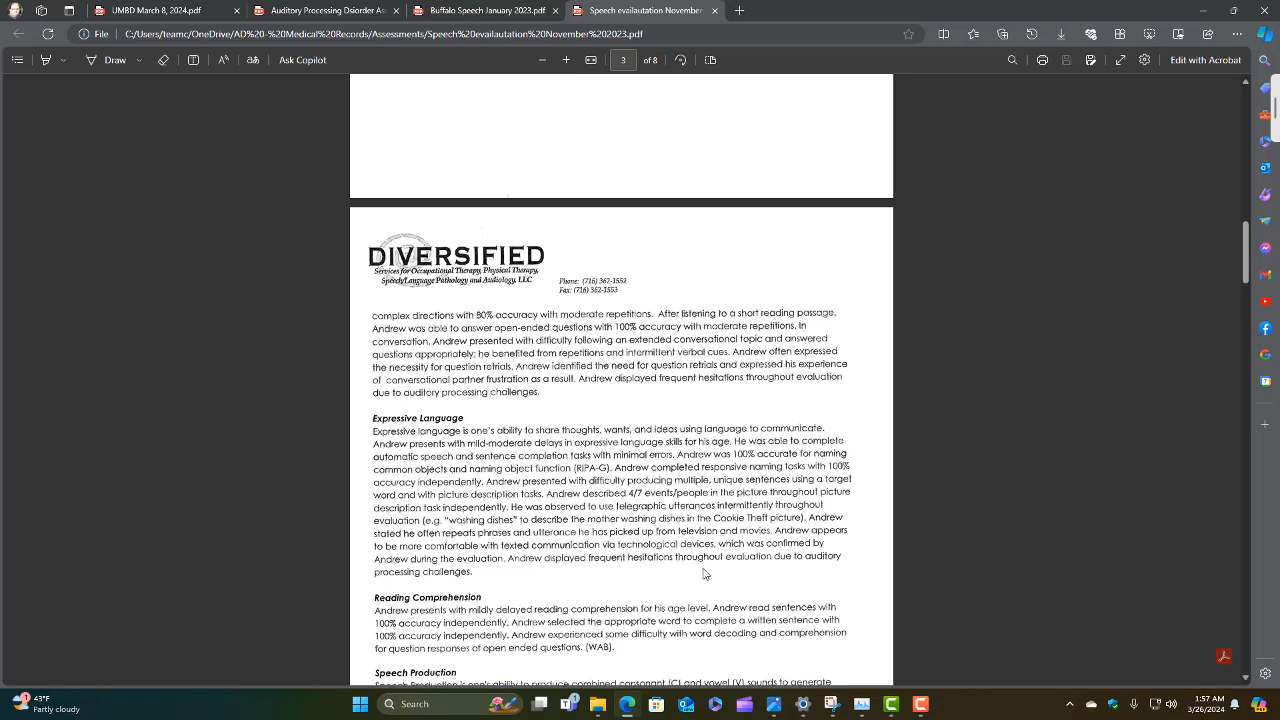 UMBD March 8, 2024.pdf
Auditory Processing Disorder As
Buffalo Speech January 2023.pdf
Speech evaluation November
File
C:/Users/teamc/OneDrive/AD%20-%20Medical%20Records/Assessments/Speech%20evailautation%20November%202023.pdf
Draw
Ask Copilot
3
of 8
Edit with Acrobat
DIVERSIFIED
Services for Occupational Therapy, Physical Therapy,
Speedy/Language Pathology and Audiology, LLC
Phone: (716) 362-1552
Fax: (716) 362-1553
complex directions with 80% accuracy with moderate repetitions. After listening to a short reading passage,
Andrew was able to answer open-ended questions with 100% accuracy with moderate repetitions. In
conversation, Andrew presented with difficulty following an extended conversational topic and answered
questions appropriately; he benefited from repetitions and intermittent verbal cues. Andrew often expressed
the necessity for question retrials. Andrew identified the need for question retrials and expressed his experience
of conversational partner frustration as a result. Andrew displayed frequent hesitations throughout evaluation
due to auditory processing challenges.
Expressive Language
Expressive language is one's ability to share thoughts, wants, and ideas using language to communicate.
Andrew presents with mild-moderate delays in expressive language skills for his age. He was able to complete
automatic speech and sentence completion tasks with minimal errors. Andrew was 100% accurate for naming
common objects and naming object function (RIPA-G). Andrew completed responsive naming tasks with 100%
accuracy independently. Andrew presented with difficulty producing multiple, unique sentences using a target
word and with picture description tasks. Andrew described 4/7 events/people in the picture throughout picture
description task independently. He was observed to use telegraphic utterances intermittently throughout
evaluation (e.g. "washing dishes" to describe the mother washing dishes in the Cookie Theft picture). Andrew
stated he often repeats phrases and utterance he has picked up from television and movies. Andrew appears
to be more comfortable with texted communication via technological devices, which was confirmed by
Andrew during the evaluation. Andrew displayed frequent hesitations throughout evaluation due to auditory
processing challenges.
Reading Comprehension
Andrew presents with mildly delayed reading comprehension for his age level. Andrew read sentences with
100% accuracy independently. Andrew selected the appropriate word to complete a written sentence with
100% accuracy independently. Andrew experienced some difficulty with word decoding and comprehension
for question responses of open ended questions. (WAB).
Speech Production
Speech Production is one's ability to produce combined consonant (C) and vowel (V) sounds to generate
43°F
Partly cloudy
Search
1:57 AM
3/26/2024